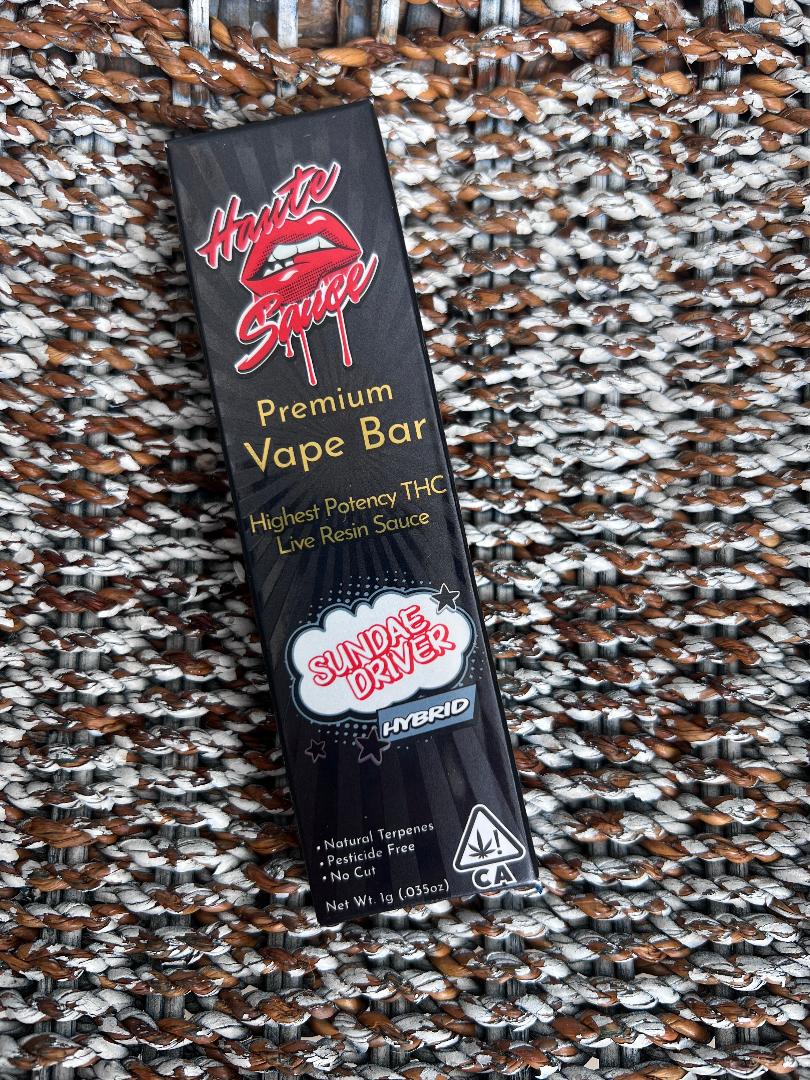 Haute
Sauce
Premium
Vape Bar
Highest Potency THC
Live Resin Sauce
SUNDAE
DRIVER
HYBRID
• Natural Terpenes
• Pesticide Free
• No Cut
Net Wt. 1g (.035oz)
!
CA